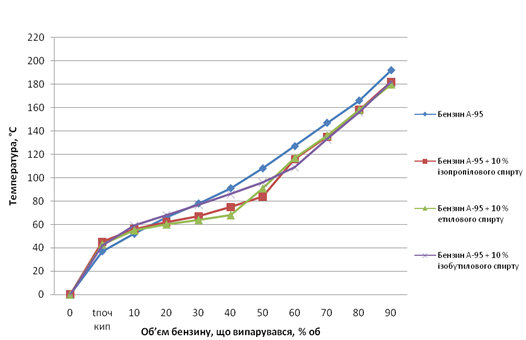 Температура, °С
220
200
180
160
140
120
100
80
60
40
20
0
0 tпоч 10 20 30 40 50 60 70 80 90
кип
Об'єм бензину, що випарувався, % об
Бензин А-95
Бензин А-95 + 10 %
ізопропілового спирту
Бензин А-95 + 10 %
етилового спирту
Бензин А-95 + 10 %
ізобутилового спирту